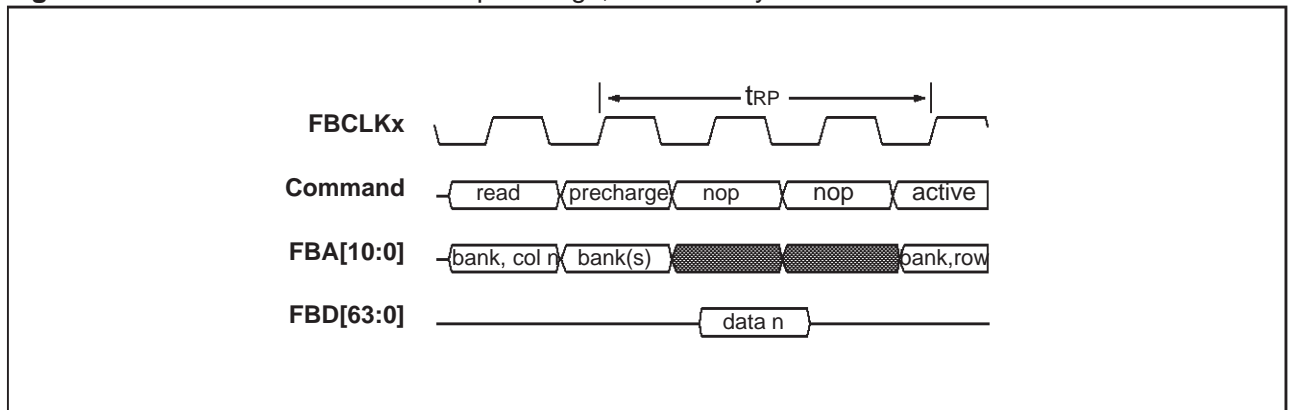 tRP
FBCLKx
Command read precharge nop nop active
FBA[10:0] bank, col n bank(s) bank,row
FBD[63:0] data n